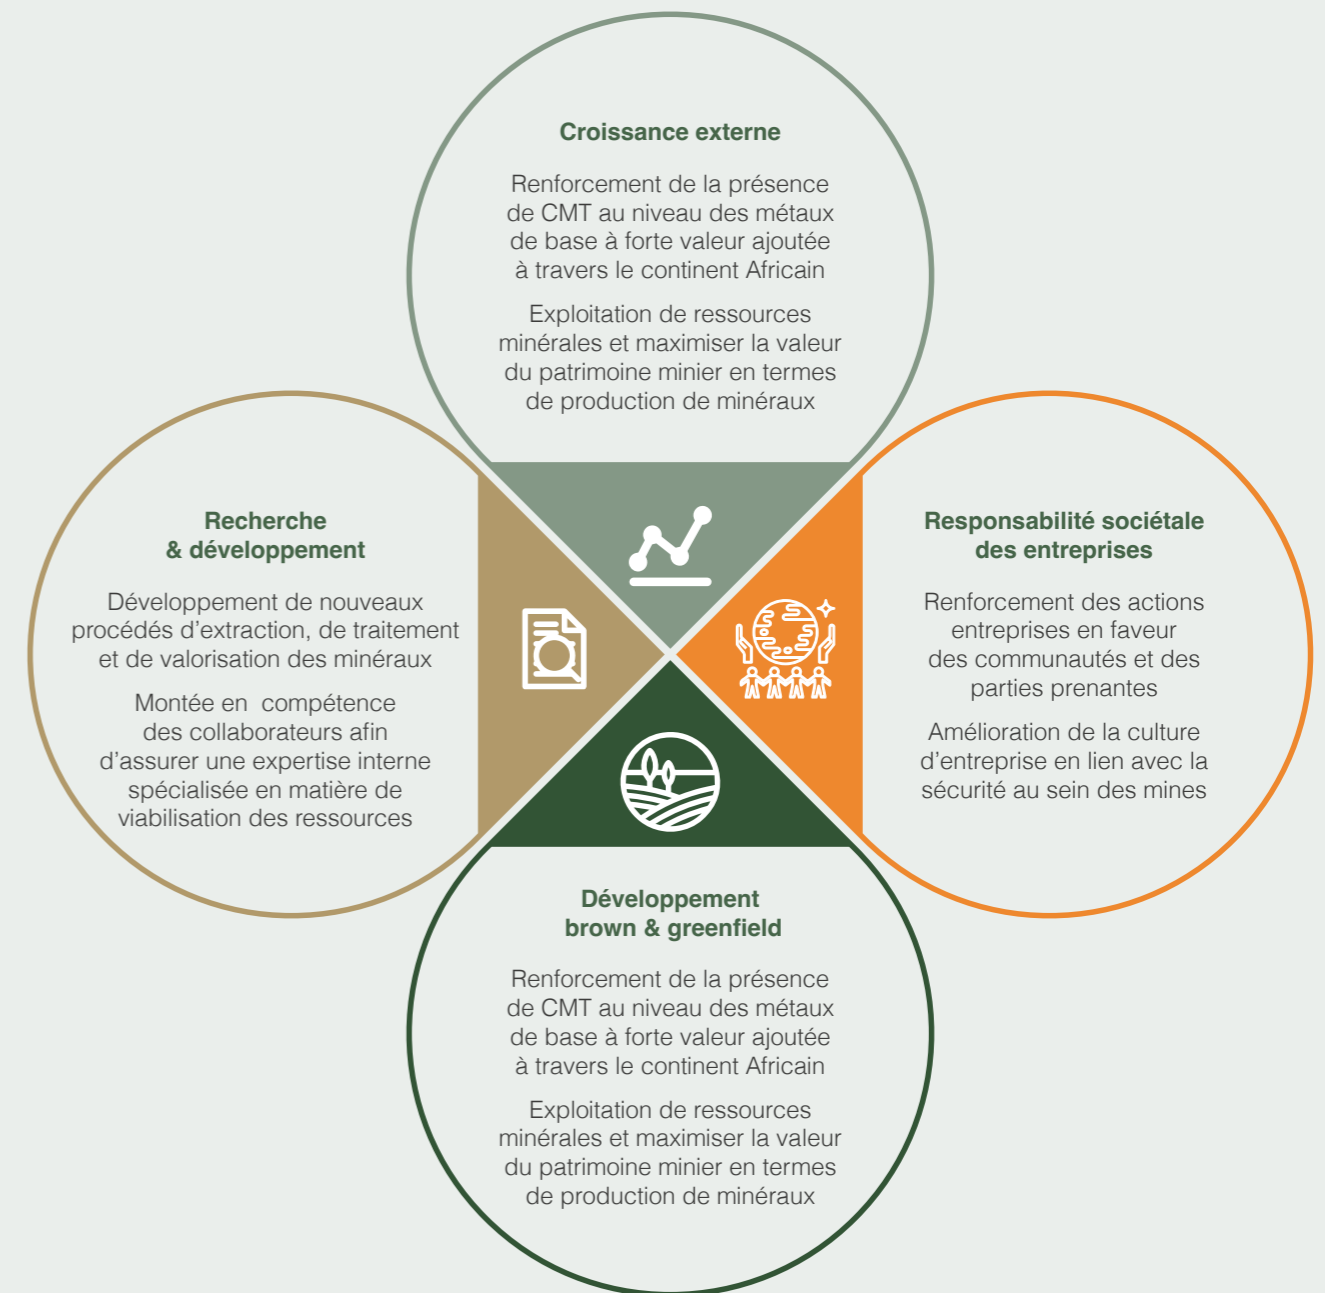 Croissance externe
Renforcement de la présence
de CMT au niveau des métaux
de base à forte valeur ajoutée
à travers le continent Africain
Exploitation de ressources
minérales et maximiser la valeur
du patrimoine minier en termes
de production de minéraux
Recherche
& développement
Développement de nouveaux
procédés d'extraction, de traitement
et de valorisation des minéraux
Montée en compétence
des collaborateurs afin
d'assurer une expertise interne
spécialisée en matière de
viabilisation des ressources
Responsabilité sociétale
des entreprises
Renforcement des actions
entreprises en faveur
des communautés et des
parties prenantes
Amélioration de la culture
d'entreprise en lien avec la
sécurité au sein des mines
Développement
brown & greenfield
Renforcement de la présence
de CMT au niveau des métaux
de base à forte valeur ajoutée
à travers le continent Africain
Exploitation de ressources
minérales et maximiser la valeur
du patrimoine minier en termes
de production de minéraux